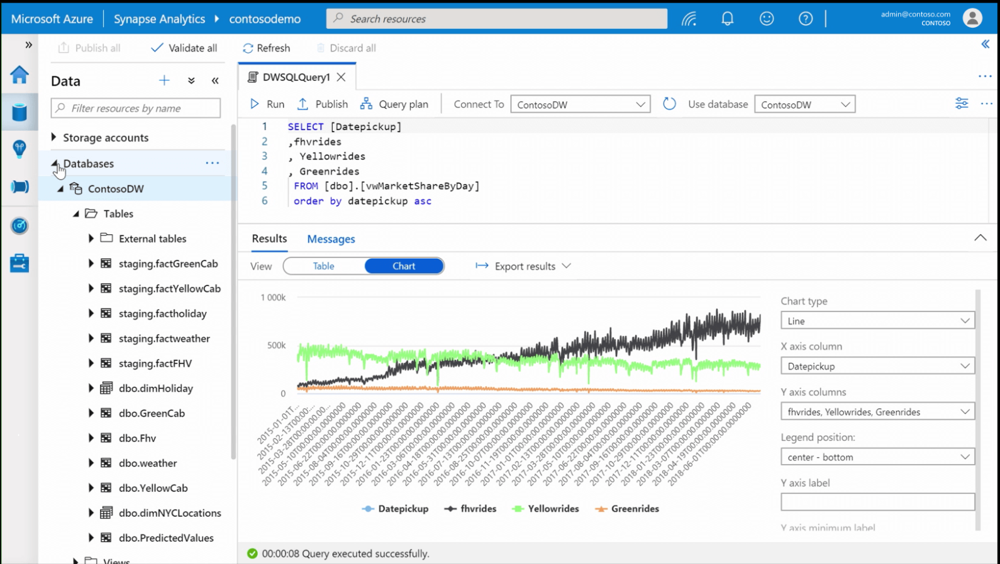 Microsoft Azure
Synapse Analytics
contosodemo
Search resources
admin@contoso.com
CONTOSO
Publish all
Validate all
Refresh
Discard all
Data
Filter resources by name
Storage accounts
Databases
ContosoDW
Tables
External tables
staging.factGreenCab
staging.factYellowCab
staging.factholiday
staging.factweather
staging.factFHV
dbo.dimHoliday
dbo.GreenCab
dbo.Fhv
dbo.weather
dbo.YellowCab
dbo.dimNYCLocations
dbo.PredictedValues
Views
DWSQLQuery1
Run
Publish
Query plan
Connect To
ContosoDW
Use database
ContosoDW
1 SELECT [Datepickup]
2 ,fhvrides
3 , Yellowrides
4 , Greenrides
5 FROM [dbo].[vwMarketShareByDay]
6 order by datepickup asc
Results
Messages
View
Table
Chart
Export results
1 000k
500k
0
2015-01-01T...
2015-02-13T00:00...
2015-03-28T00:00:00...
2015-05-10T00:00:00.0000000
2015-06-22T00:00:00.0000000
2015-08-04T00:00:00.0000000
2015-09-16T00:00:00.0000000
2015-10-29T00:00:00.0000000
2015-12-11T00:00:00.0000000
2016-01-23T00:00:00.0000000
2016-03-06T00:00:00.0000000
2016-04-18T00:00:00.0000000
2016-05-31T00:00:00.0000000
2016-07-13T00:00:00.0000000
2016-08-25T00:00:00.0000000
2016-10-07T00:00:00.0000000
2016-11-19T00:00:00.0000000
2017-01-01T00:00:00.0000000
2017-02-13T00:00:00.0000000
2017-03-28T00:00:00.0000000
2017-05-10T00:00:00.0000000
2017-06-22T00:00:00.0000000
2017-08-04T00:00:00.0000000
2017-09-16T00:00:00.0000000
2017-10-29T00:00:00.0000000
2017-12-11T00:00:00.0000000
2018-01-23T00:00:00.0000000
2018-03-07T00:00:00.0000000
2018-04-19T00:00:00.0000000
2018-06-01T00:00:00.0000000
Datepickup
fhvrides
Yellowrides
Greenrides
Chart type
Line
X axis column
Datepickup
Y axis columns
fhvrides, Yellowrides, Greenrides
Legend position:
center - bottom
Y axis label
Y axis minimum label
00:00:08 Query executed successfully.